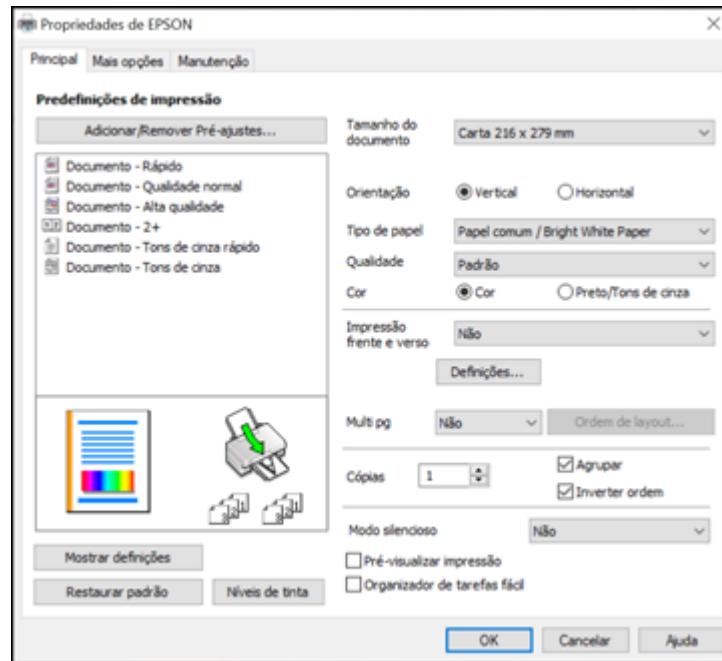 Propriedades de EPSON
Principal Mais opções Manutenção
Predefinições de impressão
Adicionar/Remover Pré-ajustes...
Documento - Rápido
Documento - Qualidade normal
Documento - Alta qualidade
Documento - 2+
Documento - Tons de cinza rápido
Documento - Tons de cinza
Mostrar definições
Restaurar padrão Níveis de tinta
Tamanho do
documento
Carta 216 x 279 mm
Orientação Vertical Horizontal
Tipo de papel Papel comum / Bright White Paper
Qualidade Padrão
Cor Cor Preto/Tons de cinza
Impressão
frente e verso
Não
Definições...
Multi pg Não Ordem de layout...
Cópias 1 Agrupar
Inverter ordem
Modo silencioso Não
Pré-visualizar impressão
Organizador de tarefas fácil
OK Cancelar Ajuda